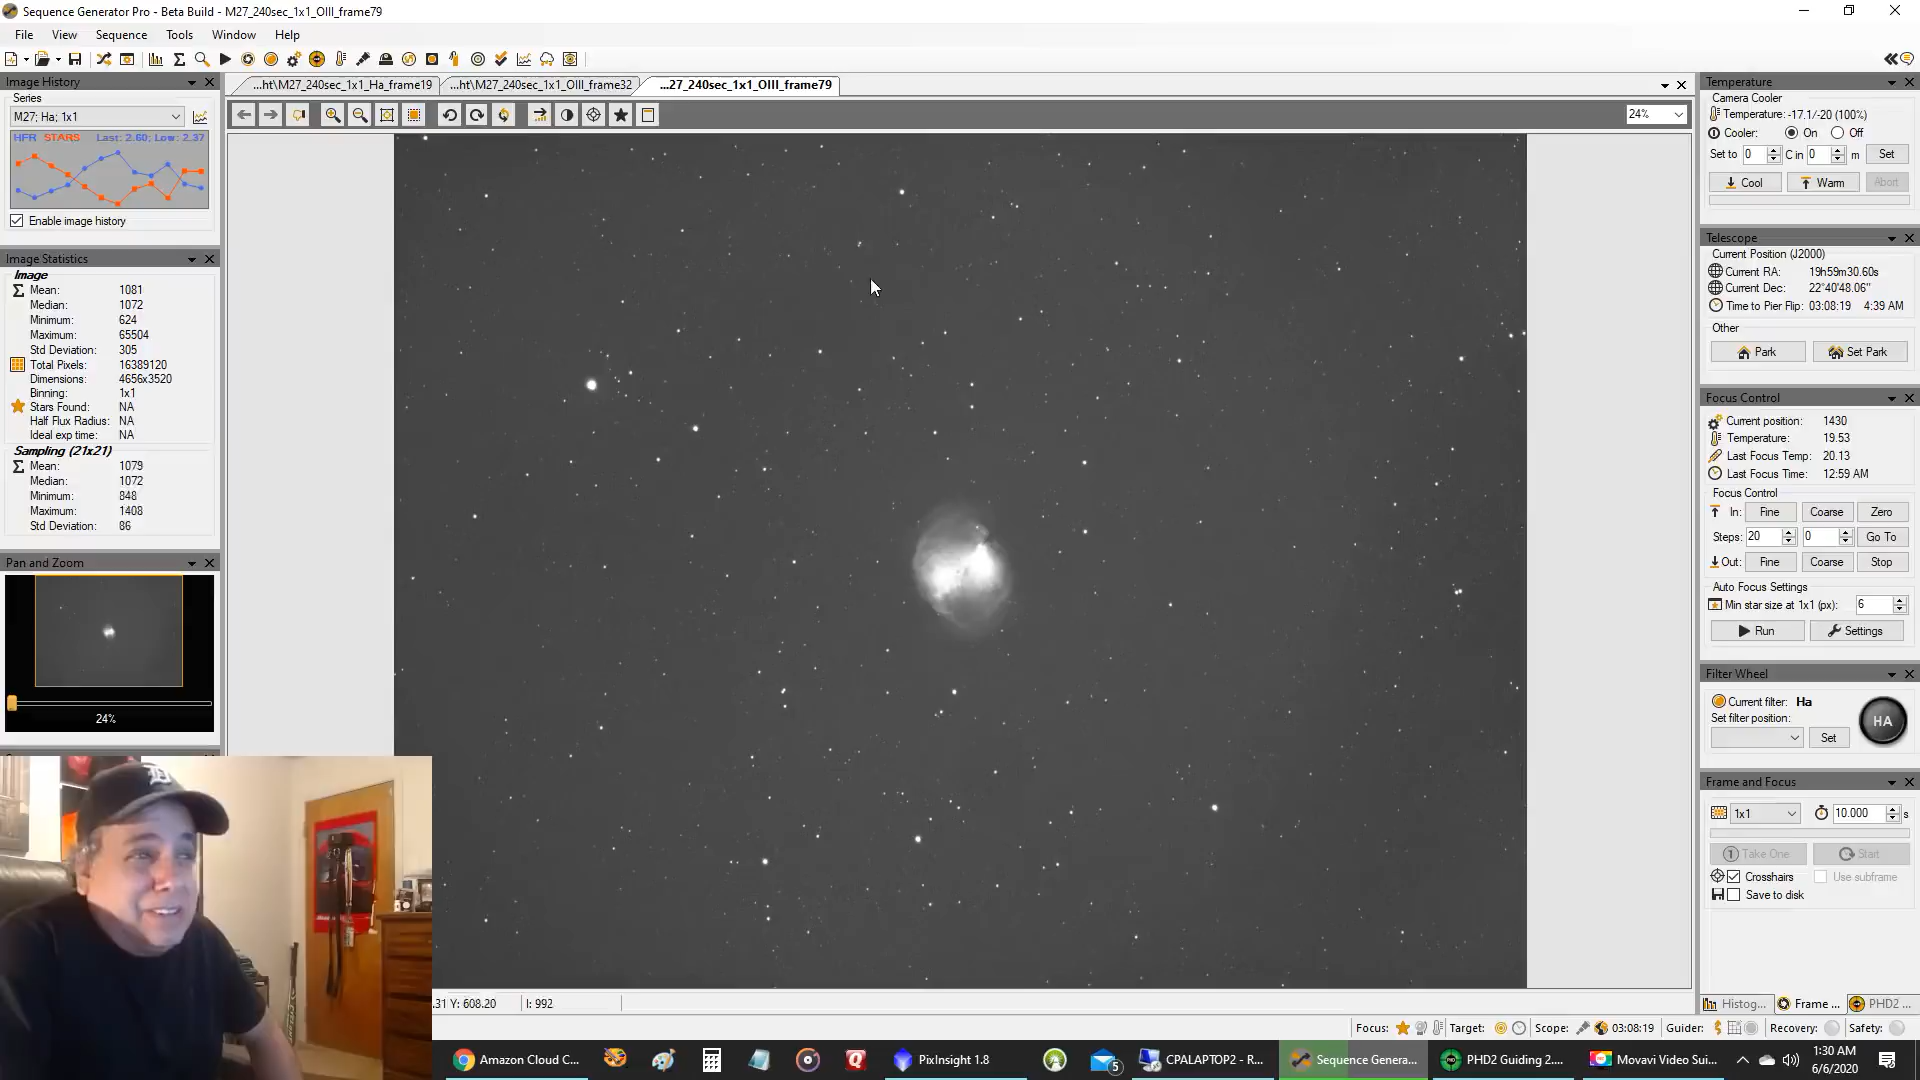 Sequence Generator Pro - Beta Build - M27_240sec_1x1_OIII_frame79
File View Sequence Tools Window Help
Image History
Series
M27; Ha; 1x1
HFR STARS Last: 2.60; Low: 2.37
Enable image history
Image Statistics
Image
Mean: 1081
Median: 1072
Minimum: 624
Maximum: 65504
Std Deviation: 305
Total Pixels: 16389120
Dimensions: 4656x3520
Binning: 1x1
Stars Found: NA
Half Flux Radius: NA
Ideal exp time: NA
Sampling (21x21)
Mean: 1079
Median: 1072
Minimum: 848
Maximum: 1408
Std Deviation: 86
Pan and Zoom
24%
...ht\M27_240sec_1x1_Ha_frame19
...ht\M27_240sec_1x1_OIII_frame32
...27_240sec_1x1_OIII_frame79
24%
D
.31 Y: 608.20 I: 992
Temperature
Camera Cooler
Temperature: -17.1/-20 (100%)
Cooler: On Off
Set to 0 C in 0 m Set
Cool Warm Abort
Telescope
Current Position (J2000)
Current RA: 19h59m30.60s
Current Dec: 22°40'48.06"
Time to Pier Flip: 03:08:19 4:39 AM
Other
Park Set Park
Focus Control
Current position: 1430
Temperature: 19.53
Last Focus Temp: 20.13
Last Focus Time: 12:59 AM
Focus Control
In: Fine Coarse Zero
Steps: 20 0 Go To
Out: Fine Coarse Stop
Auto Focus Settings
Min star size at 1x1 (px): 6
Run Settings
Filter Wheel
Current filter: Ha
Set filter position:
Set
HA
Frame and Focus
1x1 10.000 s
Take One Start
Crosshairs Use subframe
Save to disk
Histog... Frame ... PHD2 ...
Focus: Target: Scope: 03:08:19 Guider: Recovery: Safety:
Amazon Cloud C...
PixInsight 1.8
5
CPALAPTOP2 - R...
Sequence Genera...
PHD2 Guiding 2....
Movavi Video Sui...
1:30 AM
6/6/2020